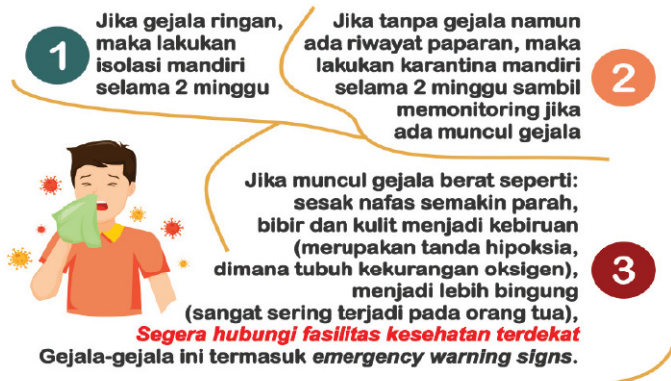 1
Jika gejala ringan,
maka lakukan
isolasi mandiri
selama 2 minggu
Jika tanpa gejala namun
ada riwayat paparan, maka
lakukan karantina mandiri
selama 2 minggu sambil
memonitoring jika
ada muncul gejala
2
Jika muncul gejala berat seperti:
sesak nafas semakin parah,
bibir dan kulit menjadi kebiruan
(merupakan tanda hipoksia,
dimana tubuh kekurangan oksigen),
menjadi lebih bingung
(sangat sering terjadi pada orang tua),
Segera hubungi fasilitas kesehatan terdekat
Gejala-gejala ini termasuk emergency warning signs.
3